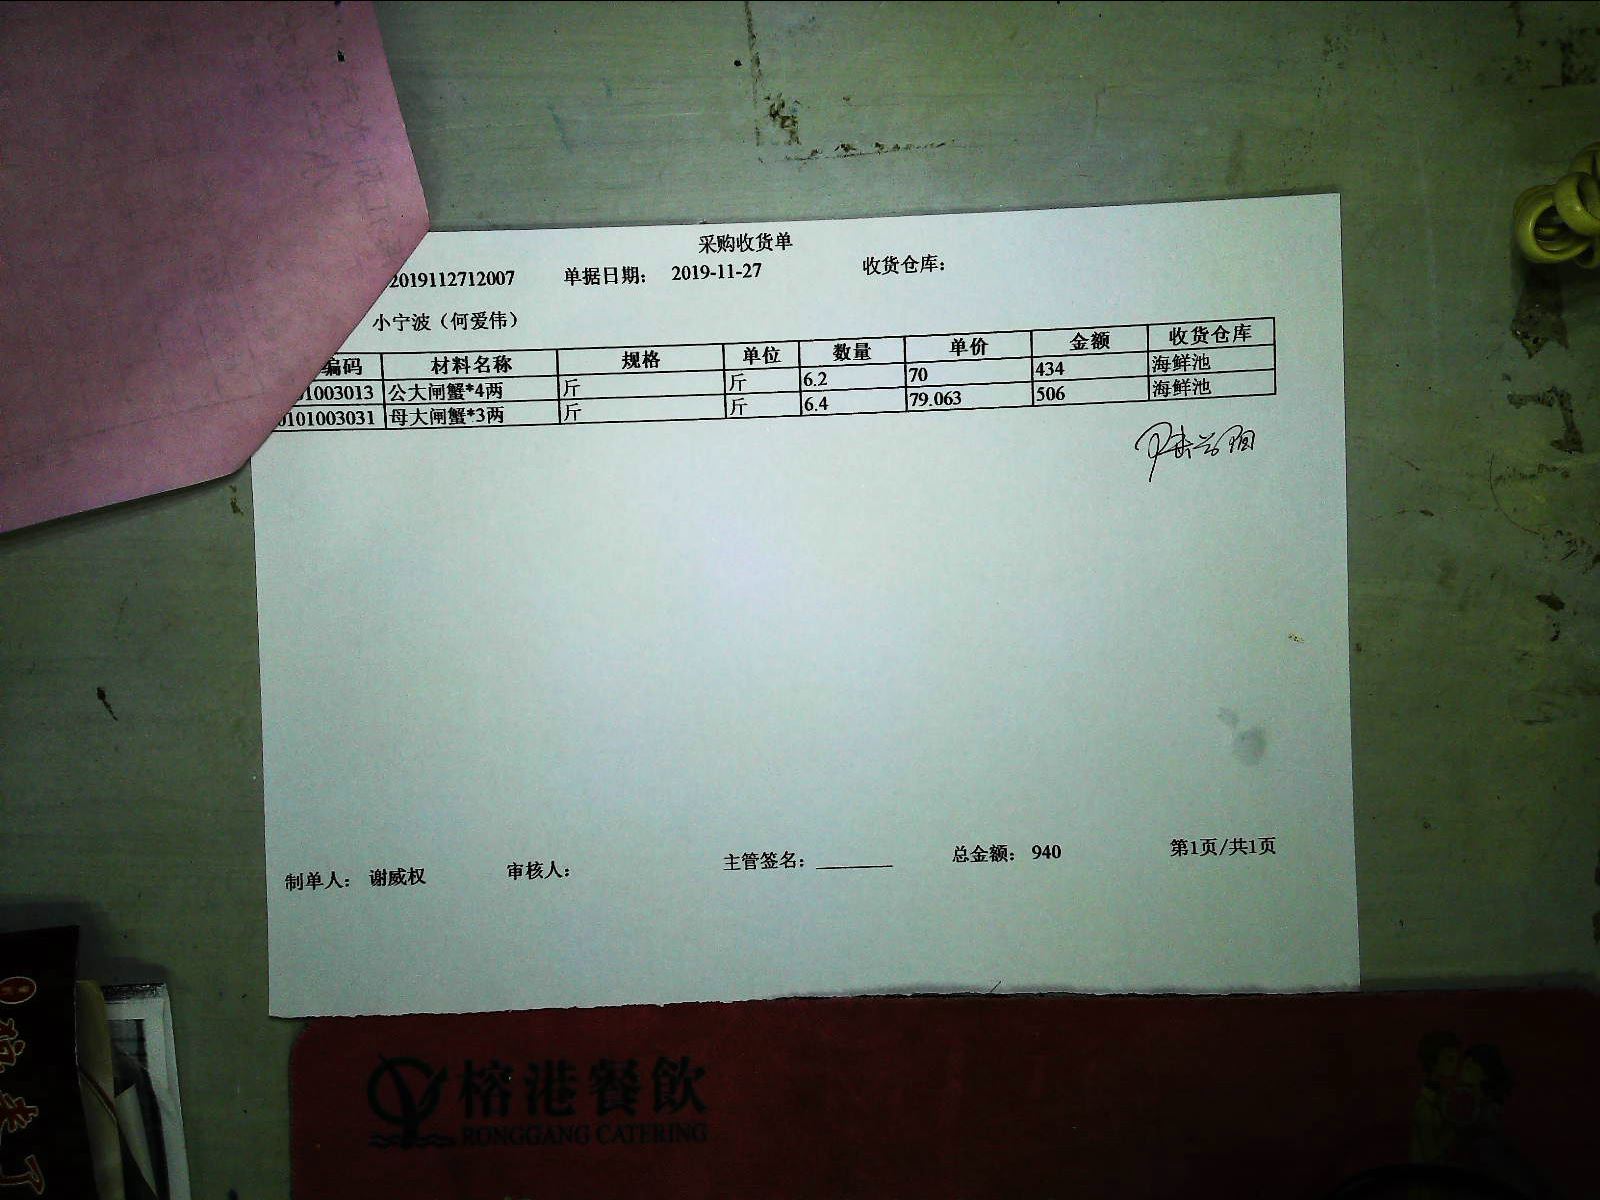 采购收货单
2019112712007 单据日期： 2019-11-27 收货仓库：
小宁波（何爱伟）
编码 材料名称 规格 单位 数量 单价 金额 收货仓库
01003013 公大闸蟹*4两 斤 斤 6.2 70 434 海鲜池
0101003031 母大闸蟹*3两 斤 斤 6.4 79.063 506 海鲜池
制单人： 谢威权 审核人： 主管签名：________ 总金额： 940 第1页/共1页
榕港餐飲
RONGGANG CATERING